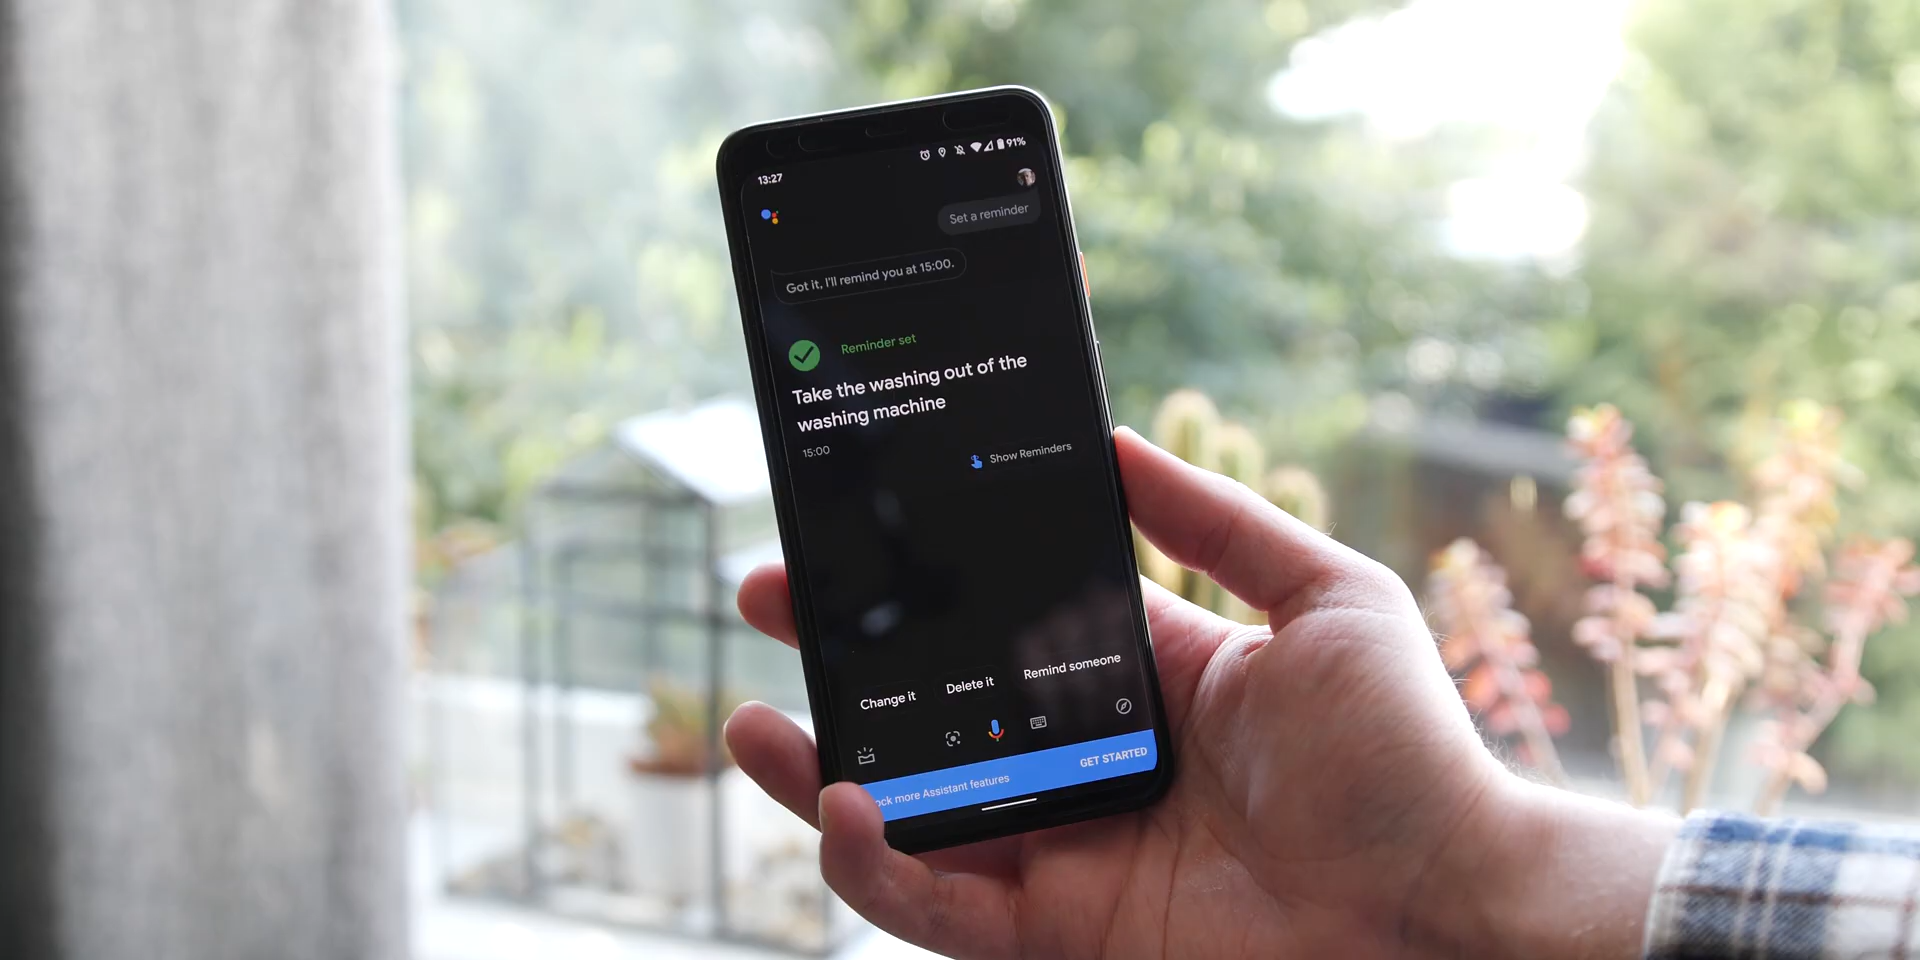 13:27
91%
Set a reminder
Got it, I'll remind you at 15:00.
Reminder set
Take the washing out of the
washing machine
15:00
Show Reminders
Change it
Delete it
Remind someone
more Assistant features
GET STARTED